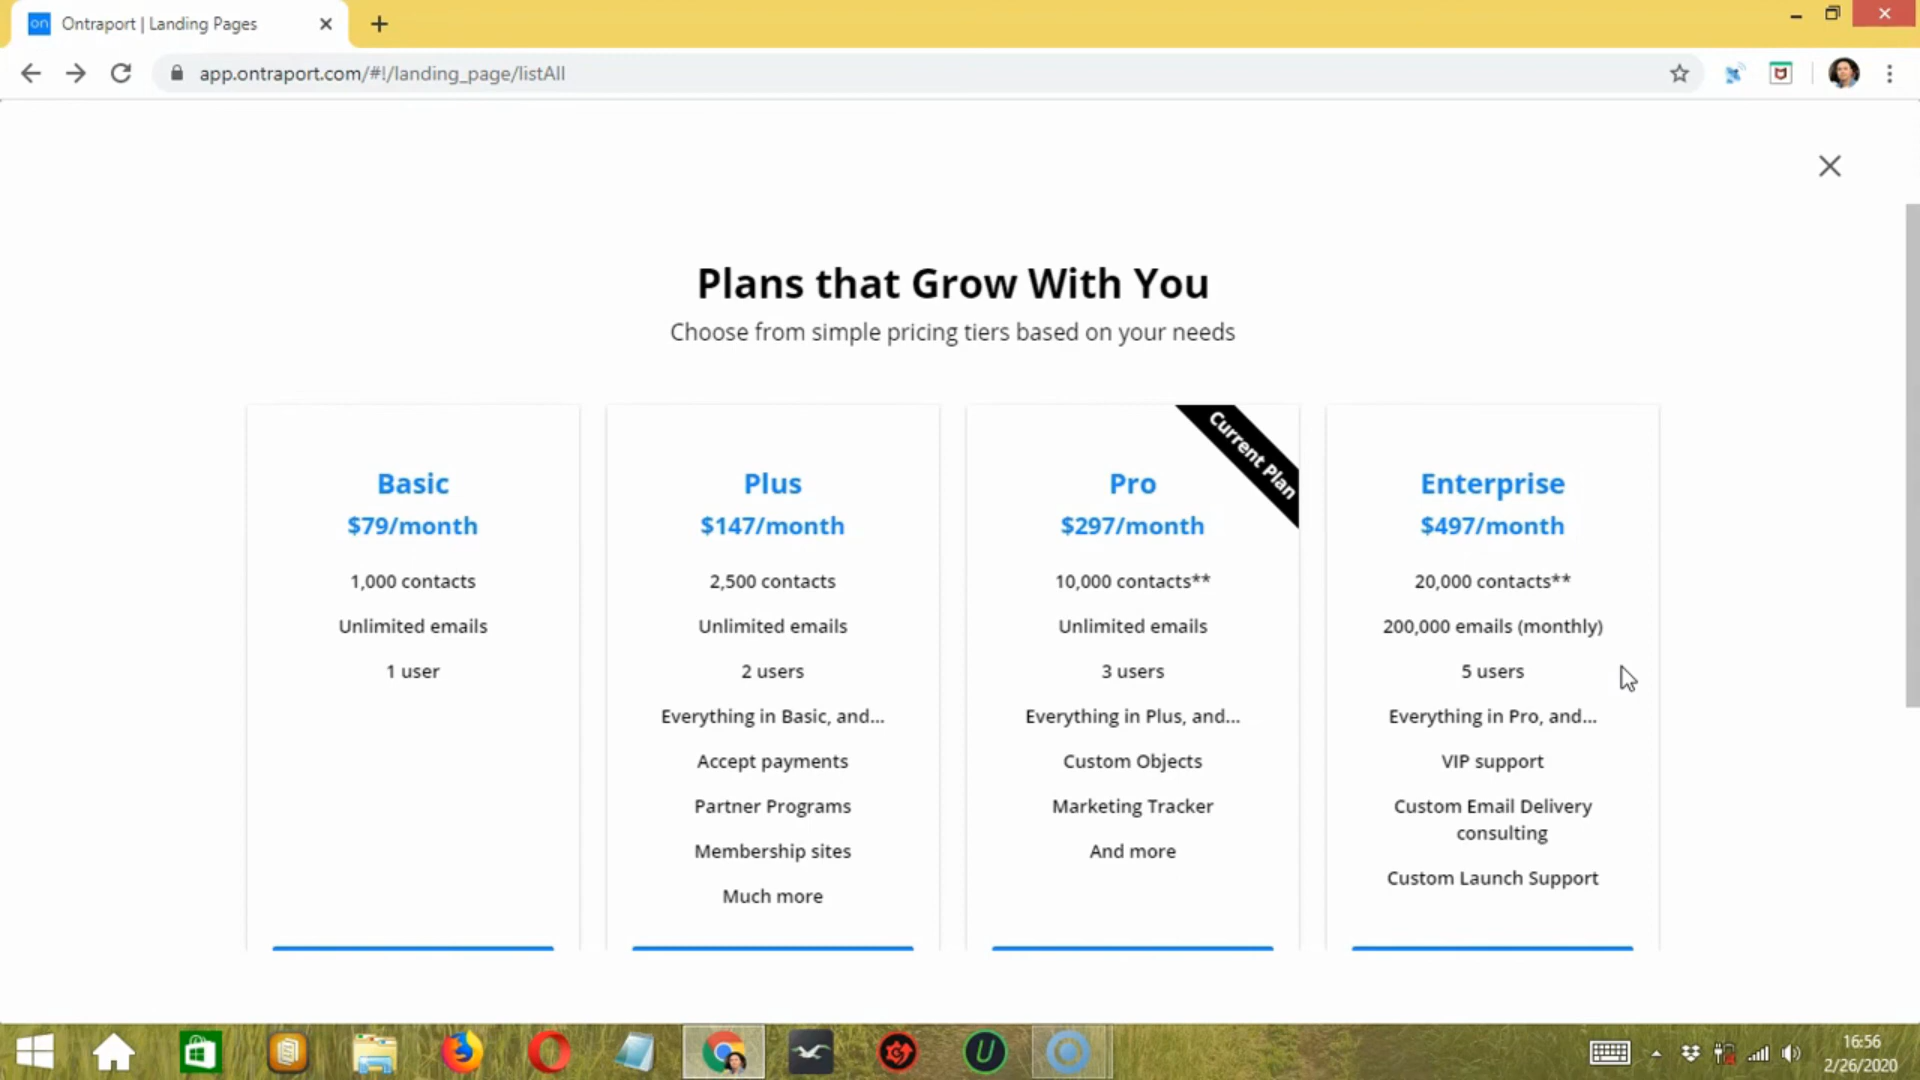 on Ontraport | Landing Pages
app.ontraport.com/#!/landing_page/listAll
Plans that Grow With You
Choose from simple pricing tiers based on your needs
Basic
$79/month
1,000 contacts
Unlimited emails
1 user
Plus
$147/month
2,500 contacts
Unlimited emails
2 users
Everything in Basic, and...
Accept payments
Partner Programs
Membership sites
Much more
Current Plan
Pro
$297/month
10,000 contacts**
Unlimited emails
3 users
Everything in Plus, and...
Custom Objects
Marketing Tracker
And more
Enterprise
$497/month
20,000 contacts**
200,000 emails (monthly)
5 users
Everything in Pro, and...
VIP support
Custom Email Delivery
consulting
Custom Launch Support
16:56
2/26/2020